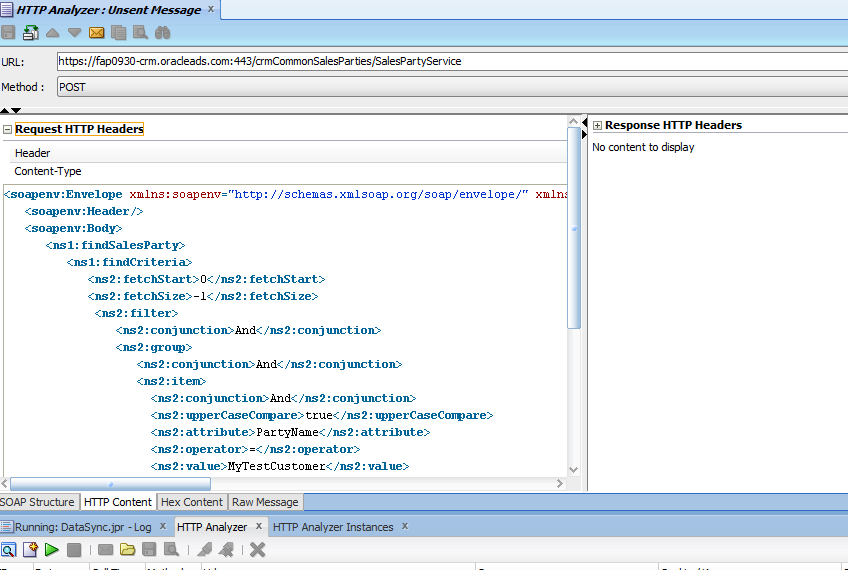 HTTP Analyzer : Unsent Message x
URL: https://fap0930-crm.oracleads.com:443/crmCommonSalesParties/SalesPartyService
Method : POST
Request HTTP Headers
Header
Content-Type
<soapenv:Envelope xmlns:soapenv="http://schemas.xmlsoap.org/soap/envelope/" xmlns
<soapenv:Header/>
<soapenv:Body>
<ns1:findSalesParty>
<ns1:findCriteria>
<ns2:fetchStart>0</ns2:fetchStart>
<ns2:fetchSize>-1</ns2:fetchSize>
<ns2:filter>
<ns2:conjunction>And</ns2:conjunction>
<ns2:group>
<ns2:conjunction>And</ns2:conjunction>
<ns2:item>
<ns2:conjunction>And</ns2:conjunction>
<ns2:upperCaseCompare>true</ns2:upperCaseCompare>
<ns2:attribute>PartyName</ns2:attribute>
<ns2:operator>=</ns2:operator>
<ns2:value>MyTestCustomer</ns2:value>
Response HTTP Headers
No content to display
SOAP Structure HTTP Content Hex Content Raw Message
Running: DataSync.jpr - Log x HTTP Analyzer x HTTP Analyzer Instances x